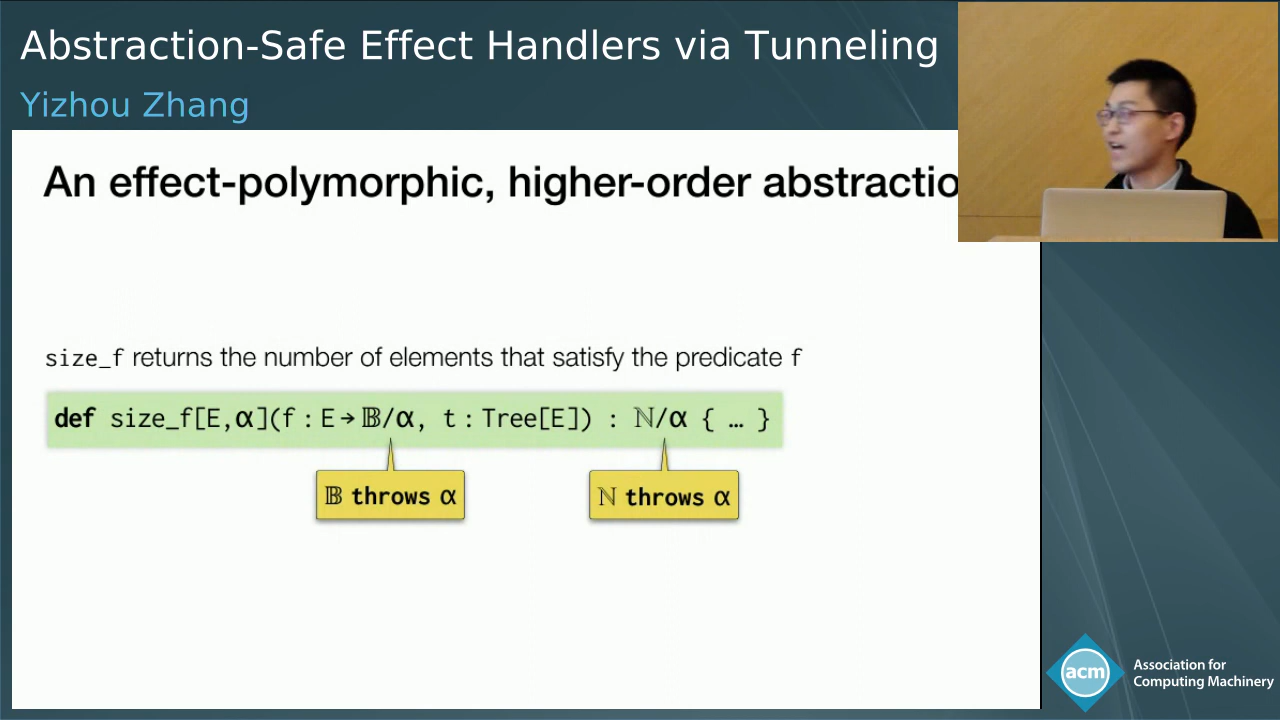 Abstraction-Safe Effect Handlers via Tunneling
Yizhou Zhang
An effect-polymorphic, higher-order abstractio
size_f returns the number of elements that satisfy the predicate f
def size_f[E,α](f:E→𝔹/α, t:Tree[E]) : ℕ/α { … }
𝔹 throws α
ℕ throws α
acm
Association for
Computing Machinery